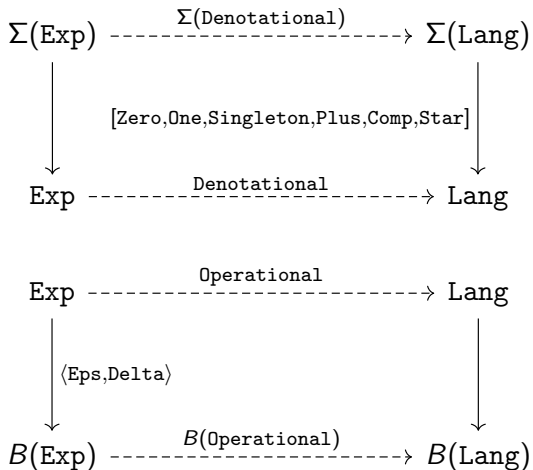 Σ(Denotational)
Σ(Exp) Σ(Lang)
[Zero,One,Singleton,Plus,Comp,Star]
Denotational
Exp Lang
Operational
Exp Lang
⟨Eps,Delta⟩
B(Operational)
B(Exp) B(Lang)